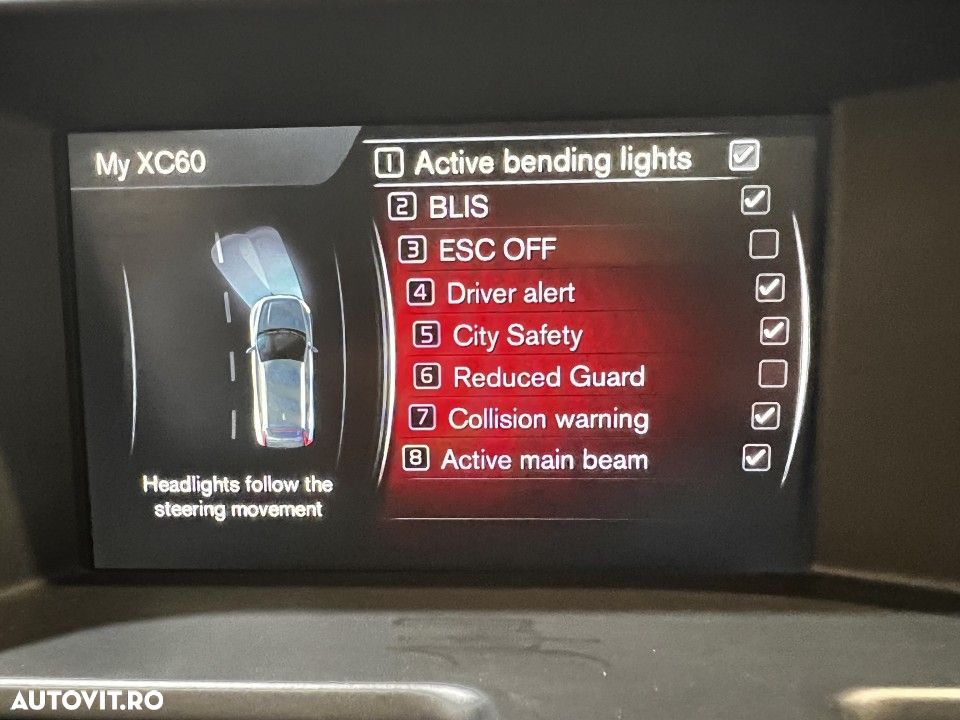 My XC60
1 Active bending lights
2 BLIS
3 ESC OFF
4 Driver alert
5 City Safety
6 Reduced Guard
7 Collision warning
8 Active main beam
Headlights follow the
steering movement
AUTOVIT.RO